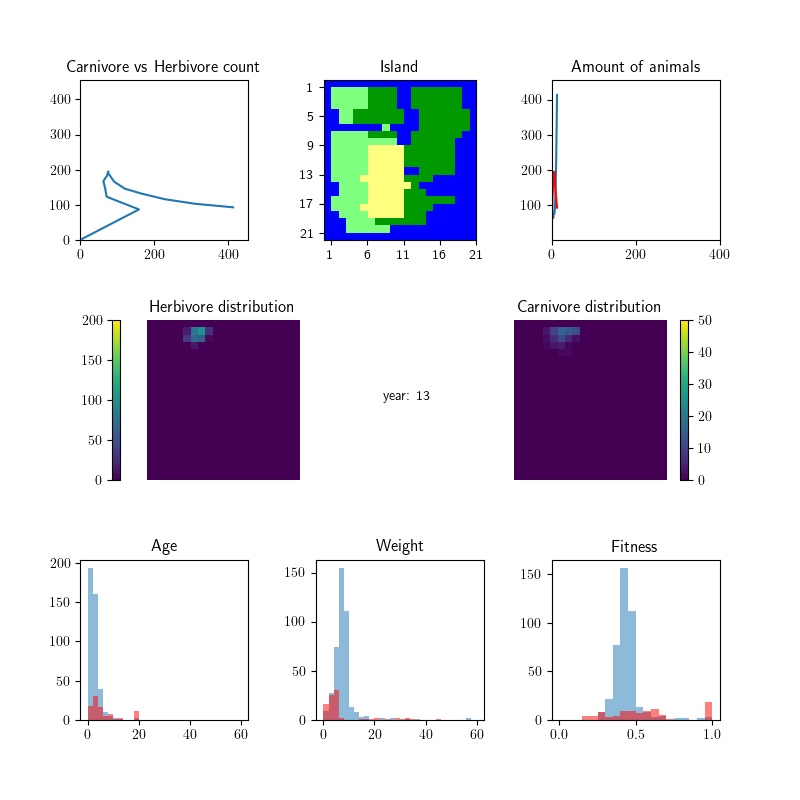 Carnivore vs Herbivore count
400
300
200
100
0
0 200 400
Island
1
5
9
13
17
21
1 6 11 16 21
Amount of animals
400
300
200
100
0 200 400
Herbivore distribution
200
150
100
50
0
year: 13
Carnivore distribution
50
40
30
20
10
0
Age
200
150
100
50
0
0 20 40 60
Weight
150
100
50
0
0 20 40 60
Fitness
150
100
50
0
0.0 0.5 1.0